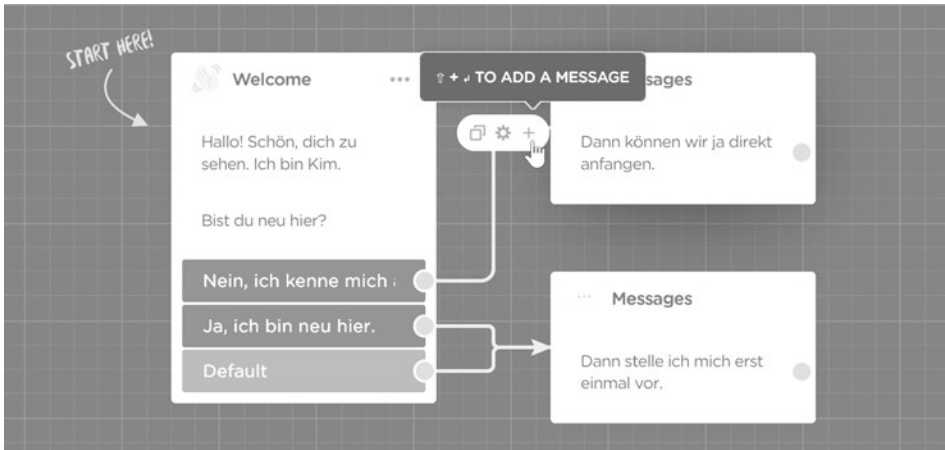 START HERE!
Welcome
Hallo! Schön, dich zu
sehen. Ich bin Kim.
Bist du neu hier?
Nein, ich kenne mich
Ja, ich bin neu hier.
Default
⇧ + ↲ TO ADD A MESSAGE
ssages
Dann können wir ja direkt
anfangen.
Messages
Dann stelle ich mich erst
einmal vor.